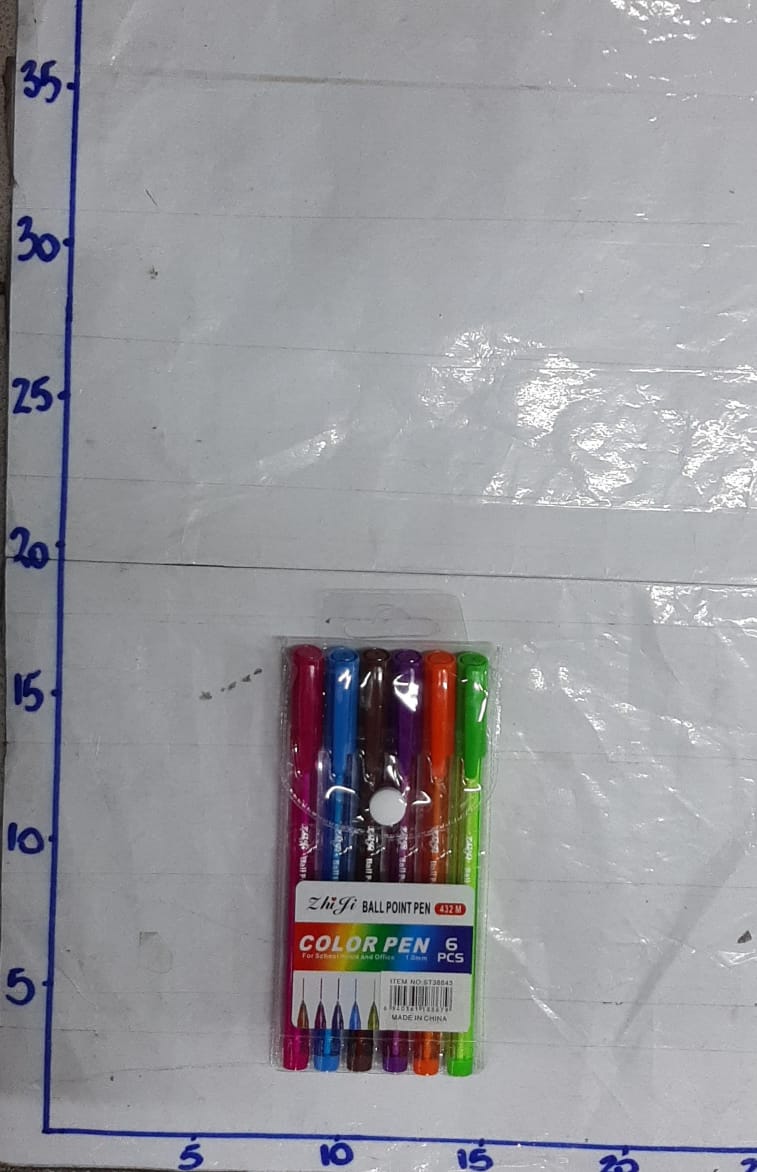 35
30
25
20
15
10
5
Zhiji BALL POINT PEN 432 M
COLOR PEN 6 PCS
For School Home and Office 1.0mm
ITEM NO:ST38843
MADE IN CHINA
5 10 15 20